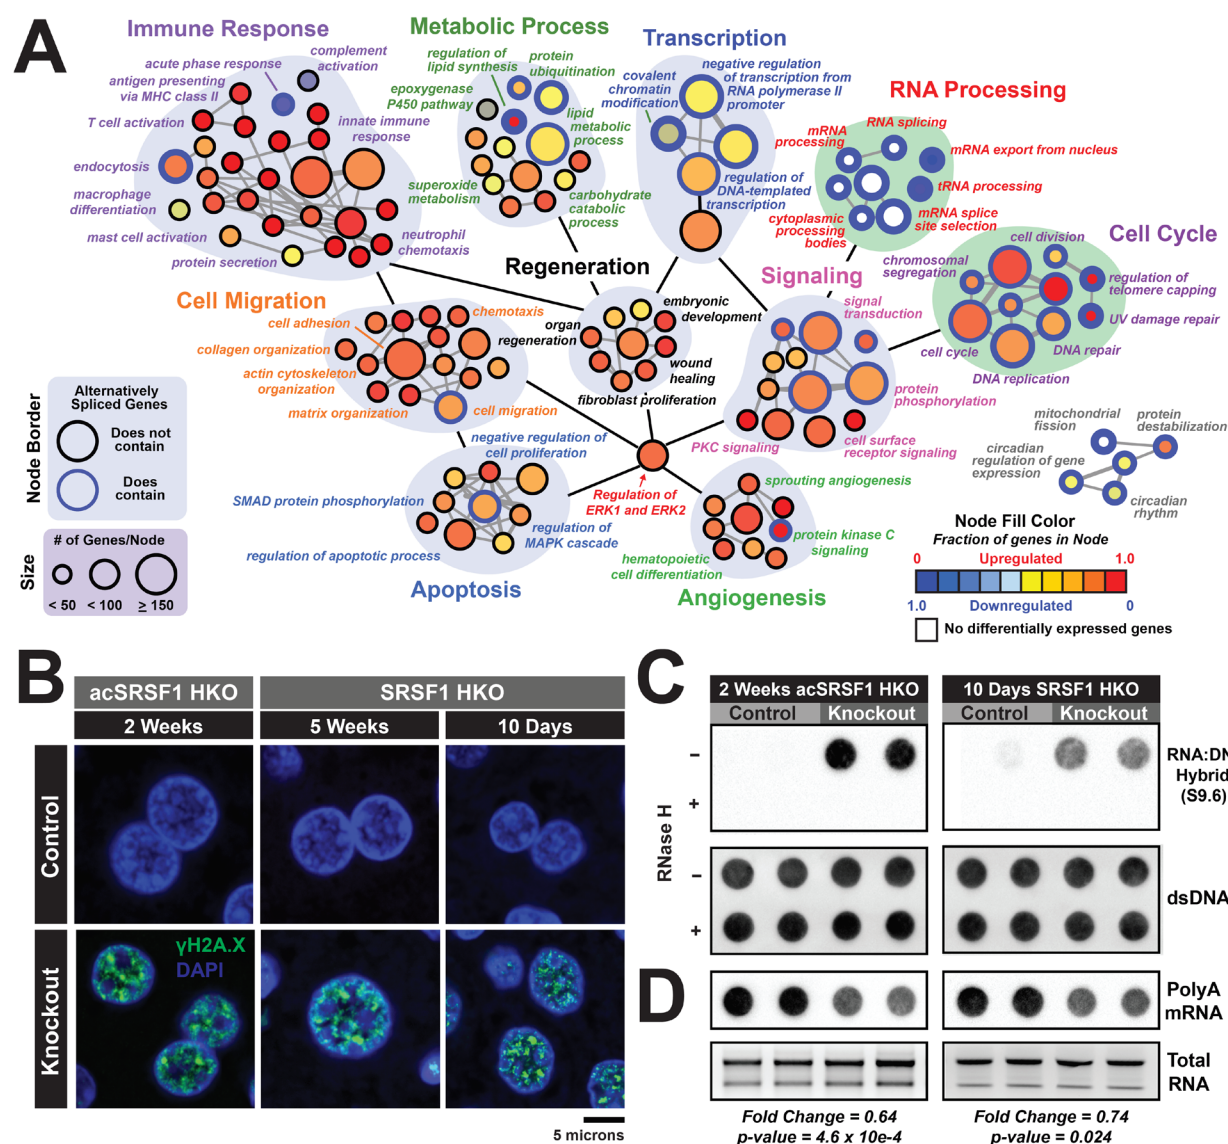 A
Immune Response
complement
activation
acute phase response
antigen presenting
via MHC class II
T cell activation
innate immune
response
endocytosis
macrophage
differentiation
mast cell activation
neutrophil
chemotaxis
protein secretion
Metabolic Process
regulation of
lipid synthesis
protein
ubiquitination
epoxygenase
P450 pathway
lipid
metabolic
process
superoxide
metabolism
carbohydrate
catabolic
process
Transcription
covalent
chromatin
modification
negative regulation
of transcription from
RNA polymerase II
promoter
regulation of
DNA-templated
transcription
RNA Processing
RNA splicing
mRNA
processing
mRNA export from nucleus
tRNA processing
cytoplasmic
processing
bodies
mRNA splice
site selection
Cell Cycle
cell division
chromosomal
segregation
regulation of
telomere capping
UV damage repair
cell cycle
DNA repair
DNA replication
Regeneration
embryonic
development
organ
regeneration
wound
healing
fibroblast proliferation
Signaling
signal
transduction
protein
phosphorylation
PKC signaling
cell surface
receptor signaling
Cell Migration
cell adhesion
chemotaxis
collagen organization
actin cytoskeleton
organization
matrix organization
cell migration
negative regulation of
cell proliferation
SMAD protein phosphorylation
regulation of
MAPK cascade
regulation of apoptotic process
Apoptosis
Regulation of
ERK1 and ERK2
sprouting angiogenesis
protein kinase C
signaling
hematopoietic
cell differentiation
Angiogenesis
mitochondrial
fission
protein
destabilization
circadian
regulation of gene
expression
circadian
rhythm
Node Border
Alternatively
Spliced Genes
Does not
contain
Does
contain
Size
# of Genes/Node
< 50 < 100 ≥ 150
Node Fill Color
Fraction of genes in Node
0 Upregulated 1.0
1.0 Downregulated 0
No differentially expressed genes
B
acSRSF1 HKO SRSF1 HKO
2 Weeks 5 Weeks 10 Days
Control
Knockout
γH2A.X
DAPI
5 microns
C
2 Weeks acSRSF1 HKO 10 Days SRSF1 HKO
Control Knockout Control Knockout
RNase H
−
+
RNA:DN
Hybrid
(S9.6)
−
+
dsDNA
D
PolyA
mRNA
Total
RNA
Fold Change = 0.64
p-value = 4.6 x 10e-4
Fold Change = 0.74
p-value = 0.024